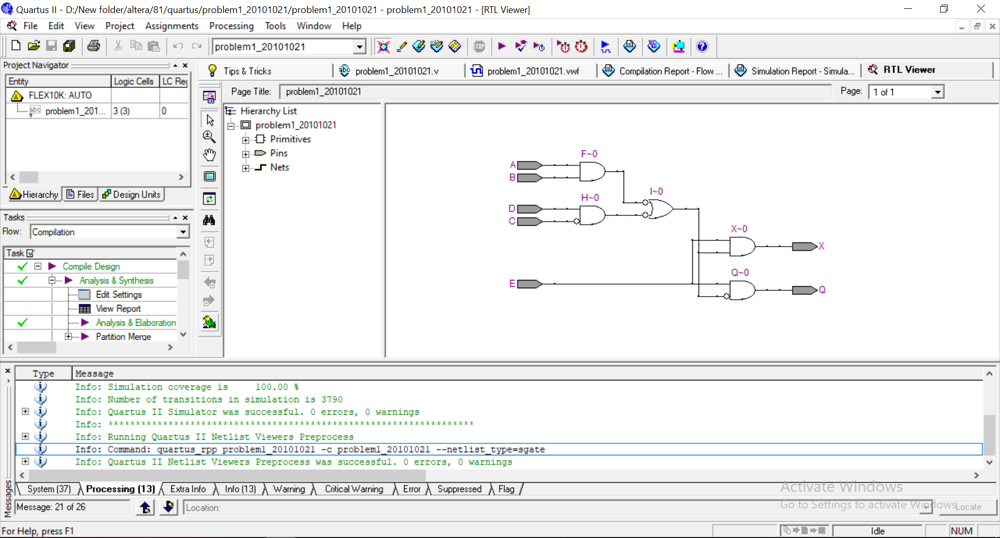 Quartus II - D:/New folder/altera/81/quartus/problem1_20101021/problem1_20101021 - problem1_20101021 - [RTL Viewer]
File Edit View Project Assignments Processing Tools Window Help
problem1_20101021
STOP
Project Navigator
Entity Logic Cells LC Reg
FLEX10K: AUTO
abc problem1_201... 3 (3) 0
Hierarchy Files Design Units
Tasks
Flow: Compilation
Task
Compile Design
Analysis & Synthesis
Edit Settings
View Report
Analysis & Elaboration
Partition Merge
Tips & Tricks
abc problem1_20101021.v
problem1_20101021.vwf
Compilation Report - Flow ...
Simulation Report - Simula...
RTL Viewer
Page Title: problem1_20101021 Page: 1 of 1
Hierarchy List
problem1_20101021
Primitives
Pins
Nets
F~0
A
B
I~0
H~0
D
C
X~0
X
Q~0
E
Q
Type Message
Info: Simulation coverage is 100.00 %
Info: Number of transitions in simulation is 3790
Info: Quartus II Simulator was successful. 0 errors, 0 warnings
Info: *******************************************************************
Info: Running Quartus II Netlist Viewers Preprocess
Info: Command: quartus_rpp problem1_20101021 -c problem1_20101021 --netlist_type=sgate
Info: Quartus II Netlist Viewers Preprocess was successful. 0 errors, 0 warnings
System (37) Processing (13) Extra Info Info (13) Warning Critical Warning Error Suppressed Flag
Messages
Message: 21 of 26 Location: Locate
Activate Windows
Go to Settings to activate Windows.
For Help, press F1 Idle NUM